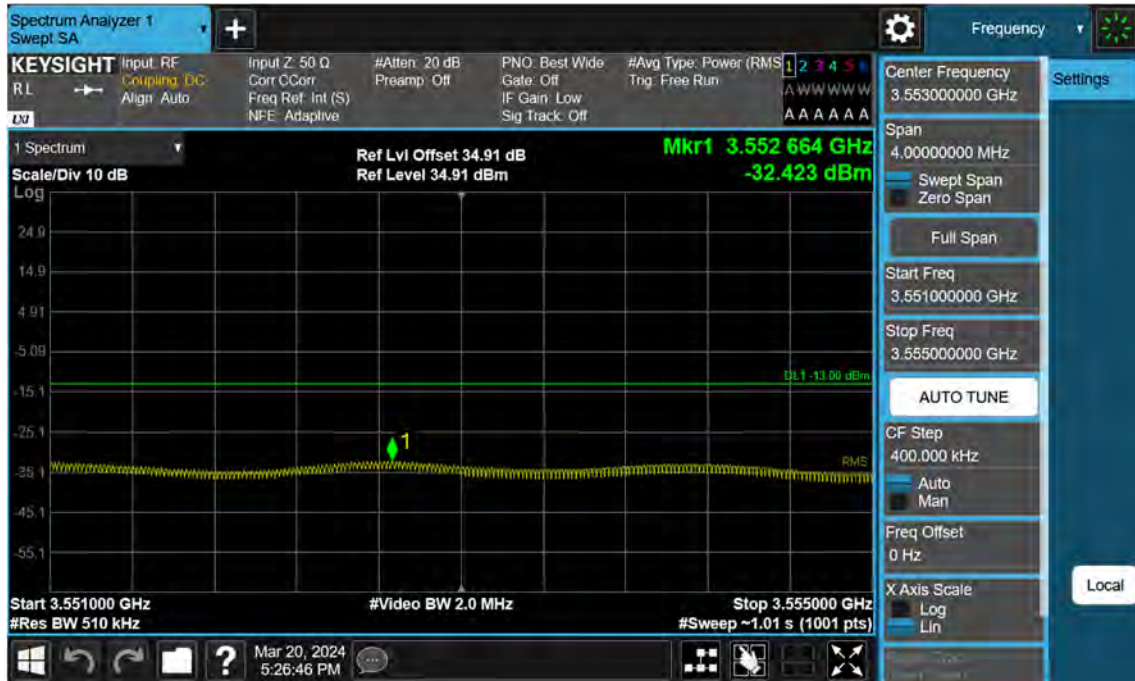 Spectrum Analyzer 1
Swept SA
Frequency
KEYSIGHT
RL
LXI
Input: RF
Coupling: DC
Align: Auto
Input Z: 50 Ω
Corr CCorr
Freq Ref: Int (S)
NFE: Adaptive
#Atten: 20 dB
Preamp: Off
PNO: Best Wide
Gate: Off
IF Gain: Low
Sig Track: Off
#Avg Type: Power (RMS
Trig: Free Run
1 2 3 4 5 6
A W W W W W
A A A A A A
1 Spectrum
Scale/Div 10 dB
Ref Lvl Offset 34.91 dB
Ref Level 34.91 dBm
Mkr1 3.552 664 GHz
-32.423 dBm
Log
24.9
14.9
4.91
-5.09
-15.1
-25.1
-35.1
-45.1
-55.1
DL1 -13.00 dBm
1
RMS
Start 3.551000 GHz
#Res BW 510 kHz
#Video BW 2.0 MHz
Stop 3.555000 GHz
#Sweep ~1.01 s (1001 pts)
Mar 20, 2024
5:26:46 PM
Center Frequency
3.553000000 GHz
Span
4.00000000 MHz
Swept Span
Zero Span
Full Span
Start Freq
3.551000000 GHz
Stop Freq
3.555000000 GHz
AUTO TUNE
CF Step
400.000 kHz
Auto
Man
Freq Offset
0 Hz
X Axis Scale
Log
Lin
Settings
Local